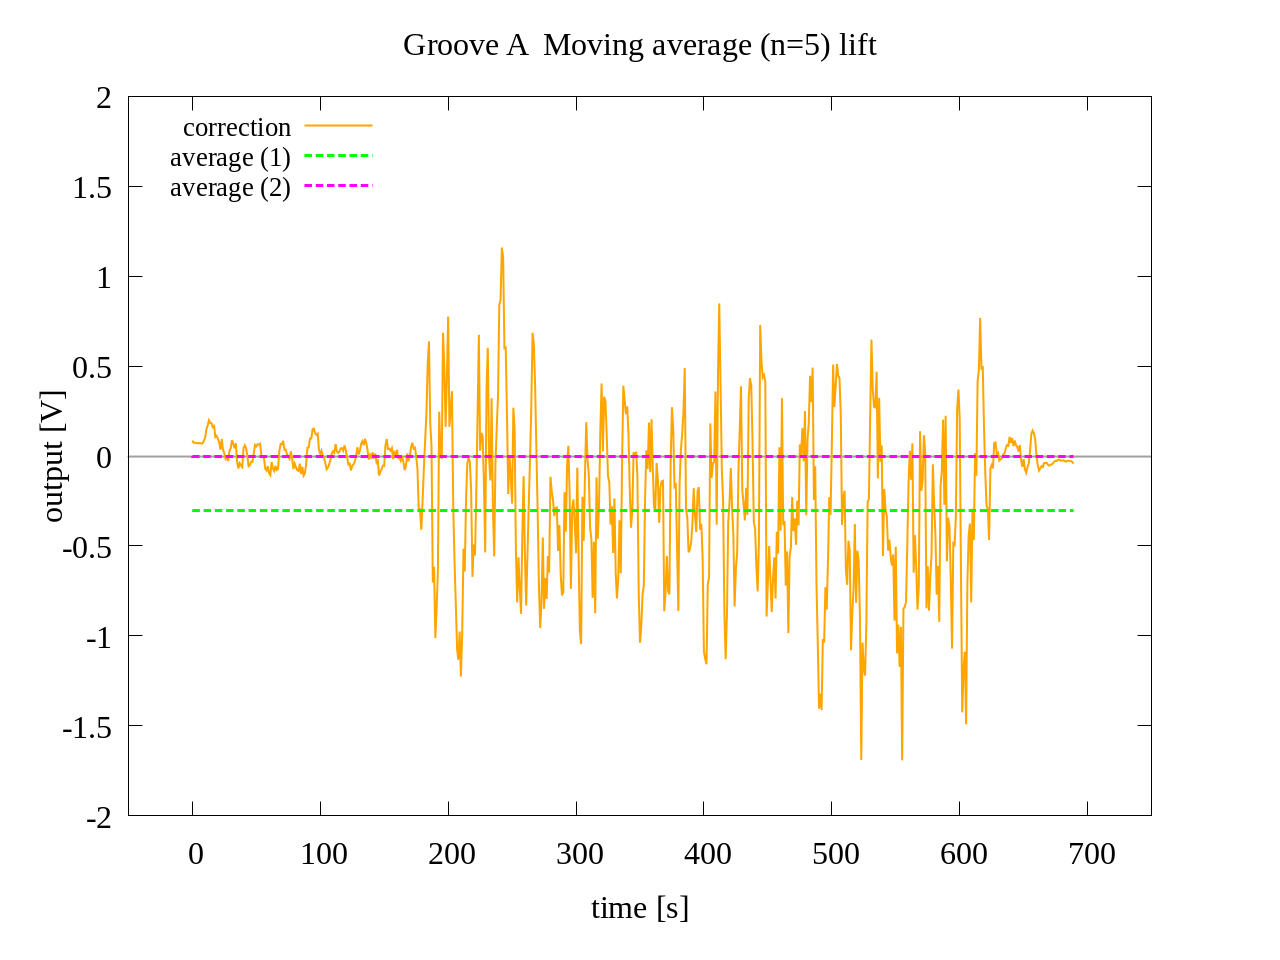 Groove A  Moving average (n=5) lift
correction
average (1)
average (2)
2
1.5
1
0.5
0
-0.5
-1
-1.5
-2
output [V]
0 100 200 300 400 500 600 700
time [s]